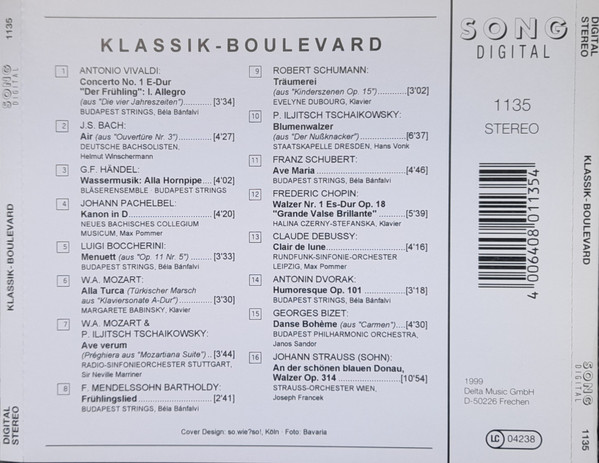 1135
SONG
DIGITAL
KLASSIK-BOULEVARD
DIGITAL
STEREO
KLASSIK-BOULEVARD
1 ANTONIO VIVALDI:
Concerto No. 1 E-Dur
"Der Frühling": I. Allegro
(aus "Die vier Jahreszeiten")............ [3'34]
BUDAPEST STRINGS, Béla Bánfalvi
2 J.S. BACH:
Air (aus "Ouvertüre Nr. 3")............ [4'27]
DEUTSCHE BACHSOLISTEN,
Helmut Winschermann
3 G.F. HÄNDEL:
Wassermusik: Alla Hornpipe.... [4'02]
BLÄSERENSEMBLE · BUDAPEST STRINGS
4 JOHANN PACHELBEL:
Kanon in D............ [4'20]
NEUES BACHISCHES COLLEGIUM
MUSICUM, Max Pommer
5 LUIGI BOCCHERINI:
Menuett (aus "Op. 11 Nr. 5")........ [3'33]
BUDAPEST STRINGS, Béla Bánfalvi
6 W.A. MOZART:
Alla Turca (Türkischer Marsch
aus "Klaviersonate A-Dur")............ [3'30]
MARGARETE BABINSKY, Klavier
7 W.A. MOZART &
P. ILJITSCH TSCHAIKOWSKY:
Ave verum
(Préghiera aus "Mozartiana Suite").. [3'44]
RADIO-SINFONIEORCHESTER STUTTGART,
Sir Neville Marriner
8 F. MENDELSSOHN BARTHOLDY:
Frühlingslied............ [2'41]
BUDAPEST STRINGS, Béla Bánfalvi
9 ROBERT SCHUMANN:
Träumerei
(aus "Kinderszenen Op. 15")............ [3'02]
EVELYNE DUBOURG, Klavier
10 P. ILJITSCH TSCHAIKOWSKY:
Blumenwalzer
(aus "Der Nußknacker")............ [6'37]
STAATSKAPELLE DRESDEN, Hans Vonk
11 FRANZ SCHUBERT:
Ave Maria............ [4'46]
BUDAPEST STRINGS, Béla Bánfalvi
12 FREDERIC CHOPIN:
Walzer Nr. 1 Es-Dur Op. 18
"Grande Valse Brillante"............ [5'39]
HALINA CZERNY-STEFANSKA, Klavier
13 CLAUDE DEBUSSY:
Clair de lune............ [4'16]
RUNDFUNK-SINFONIE-ORCHESTER
LEIPZIG, Max Pommer
14 ANTONIN DVORAK:
Humoresque Op. 101............ [3'18]
BUDAPEST STRINGS, Béla Bánfalvi
15 GEORGES BIZET:
Danse Bohème (aus "Carmen")....[4'30]
BUDAPEST PHILHARMONIC ORCHESTRA,
Janos Sandor
16 JOHANN STRAUSS (SOHN):
An der schönen blauen Donau,
Walzer Op. 314............ [10'54]
STRAUSS-ORCHESTER WIEN,
Joseph Francek
Cover Design: so.wie?so!, Köln · Foto: Bavaria
SONG
DIGITAL
1135
STEREO
4 006408 011354
1999
Delta Music GmbH
D-50226 Frechen
LC 04238
DIGITAL
STEREO
KLASSIK-BOULEVARD
SONG
DIGITAL
1135